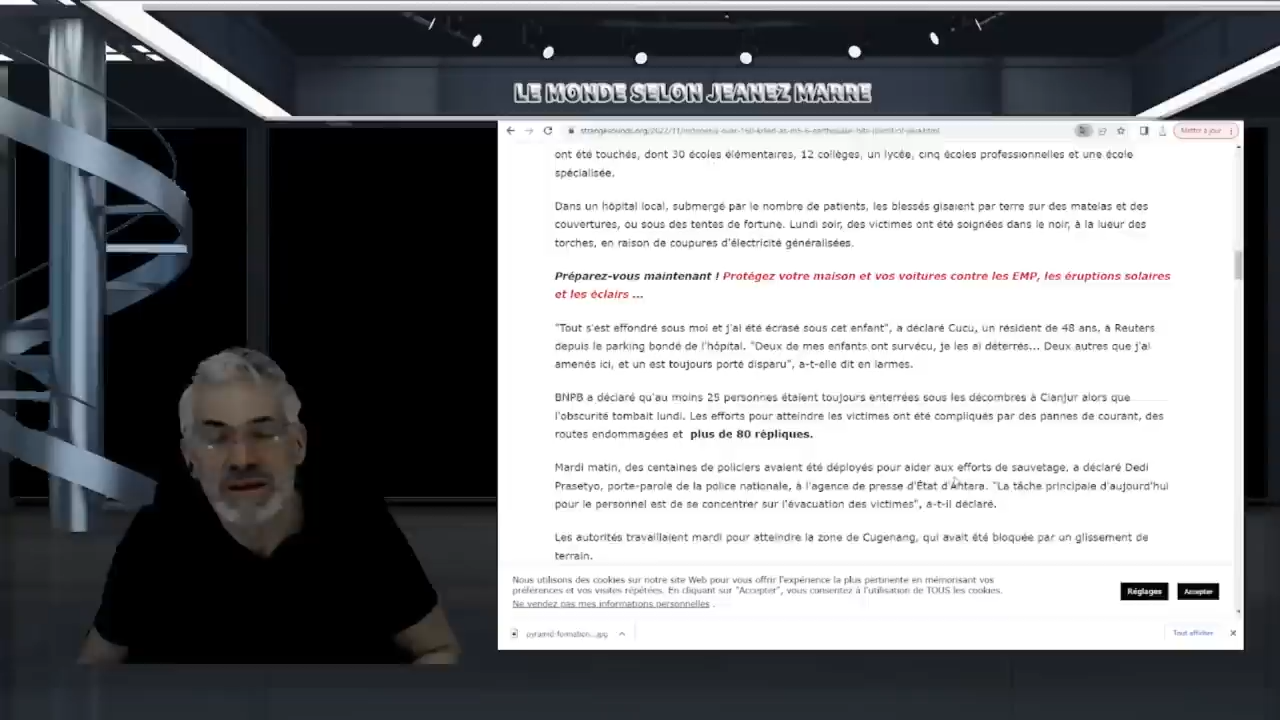 LE MONDE SELON JEANEZ MARRE
Mettre à jour
ont été touchés, dont 30 écoles élémentaires, 12 collèges, un lycée, cinq écoles professionnelles et une école
spécialisée.
Dans un hôpital local, submergé par le nombre de patients, les blessés gisaient par terre sur des matelas et des
couvertures, ou sous des tentes de fortune. Lundi soir, des victimes ont été soignées dans le noir, à la lueur des
torches, en raison de coupures d'électricité généralisées.
Préparez-vous maintenant ! Protégez votre maison et vos voitures contre les EMP, les éruptions solaires
et les éclairs ...
"Tout s'est effondré sous moi et j'ai été écrasé sous cet enfant", a déclaré Cucu, un résident de 48 ans, à Reuters
depuis le parking bondé de l'hôpital. "Deux de mes enfants ont survécu, je les ai déterrés... Deux autres que j'ai
amenés ici, et un est toujours porté disparu", a-t-elle dit en larmes.
BNPB a déclaré qu'au moins 25 personnes étaient toujours enterrées sous les décombres à Cianjur alors que
l'obscurité tombait lundi. Les efforts pour atteindre les victimes ont été compliqués par des pannes de courant, des
routes endommagées et plus de 80 répliques.
Mardi matin, des centaines de policiers avaient été déployés pour aider aux efforts de sauvetage, a déclaré Dedi
Prasetyo, porte-parole de la police nationale, à l'agence de presse d'État d'Antara. "La tâche principale d'aujourd'hui
pour le personnel est de se concentrer sur l'évacuation des victimes", a-t-il déclaré.
Les autorités travaillaient mardi pour atteindre la zone de Cugenang, qui avait été bloquée par un glissement de
terrain.
Nous utilisons des cookies sur notre site Web pour vous offrir l'expérience la plus pertinente en mémorisant vos
préférences et vos visites répétées. En cliquant sur "Accepter", vous consentez à l'utilisation de TOUS les cookies.
Ne vendez pas mes informations personnelles .
Réglages Accepter
pyramid-formation....jpg
Tout afficher